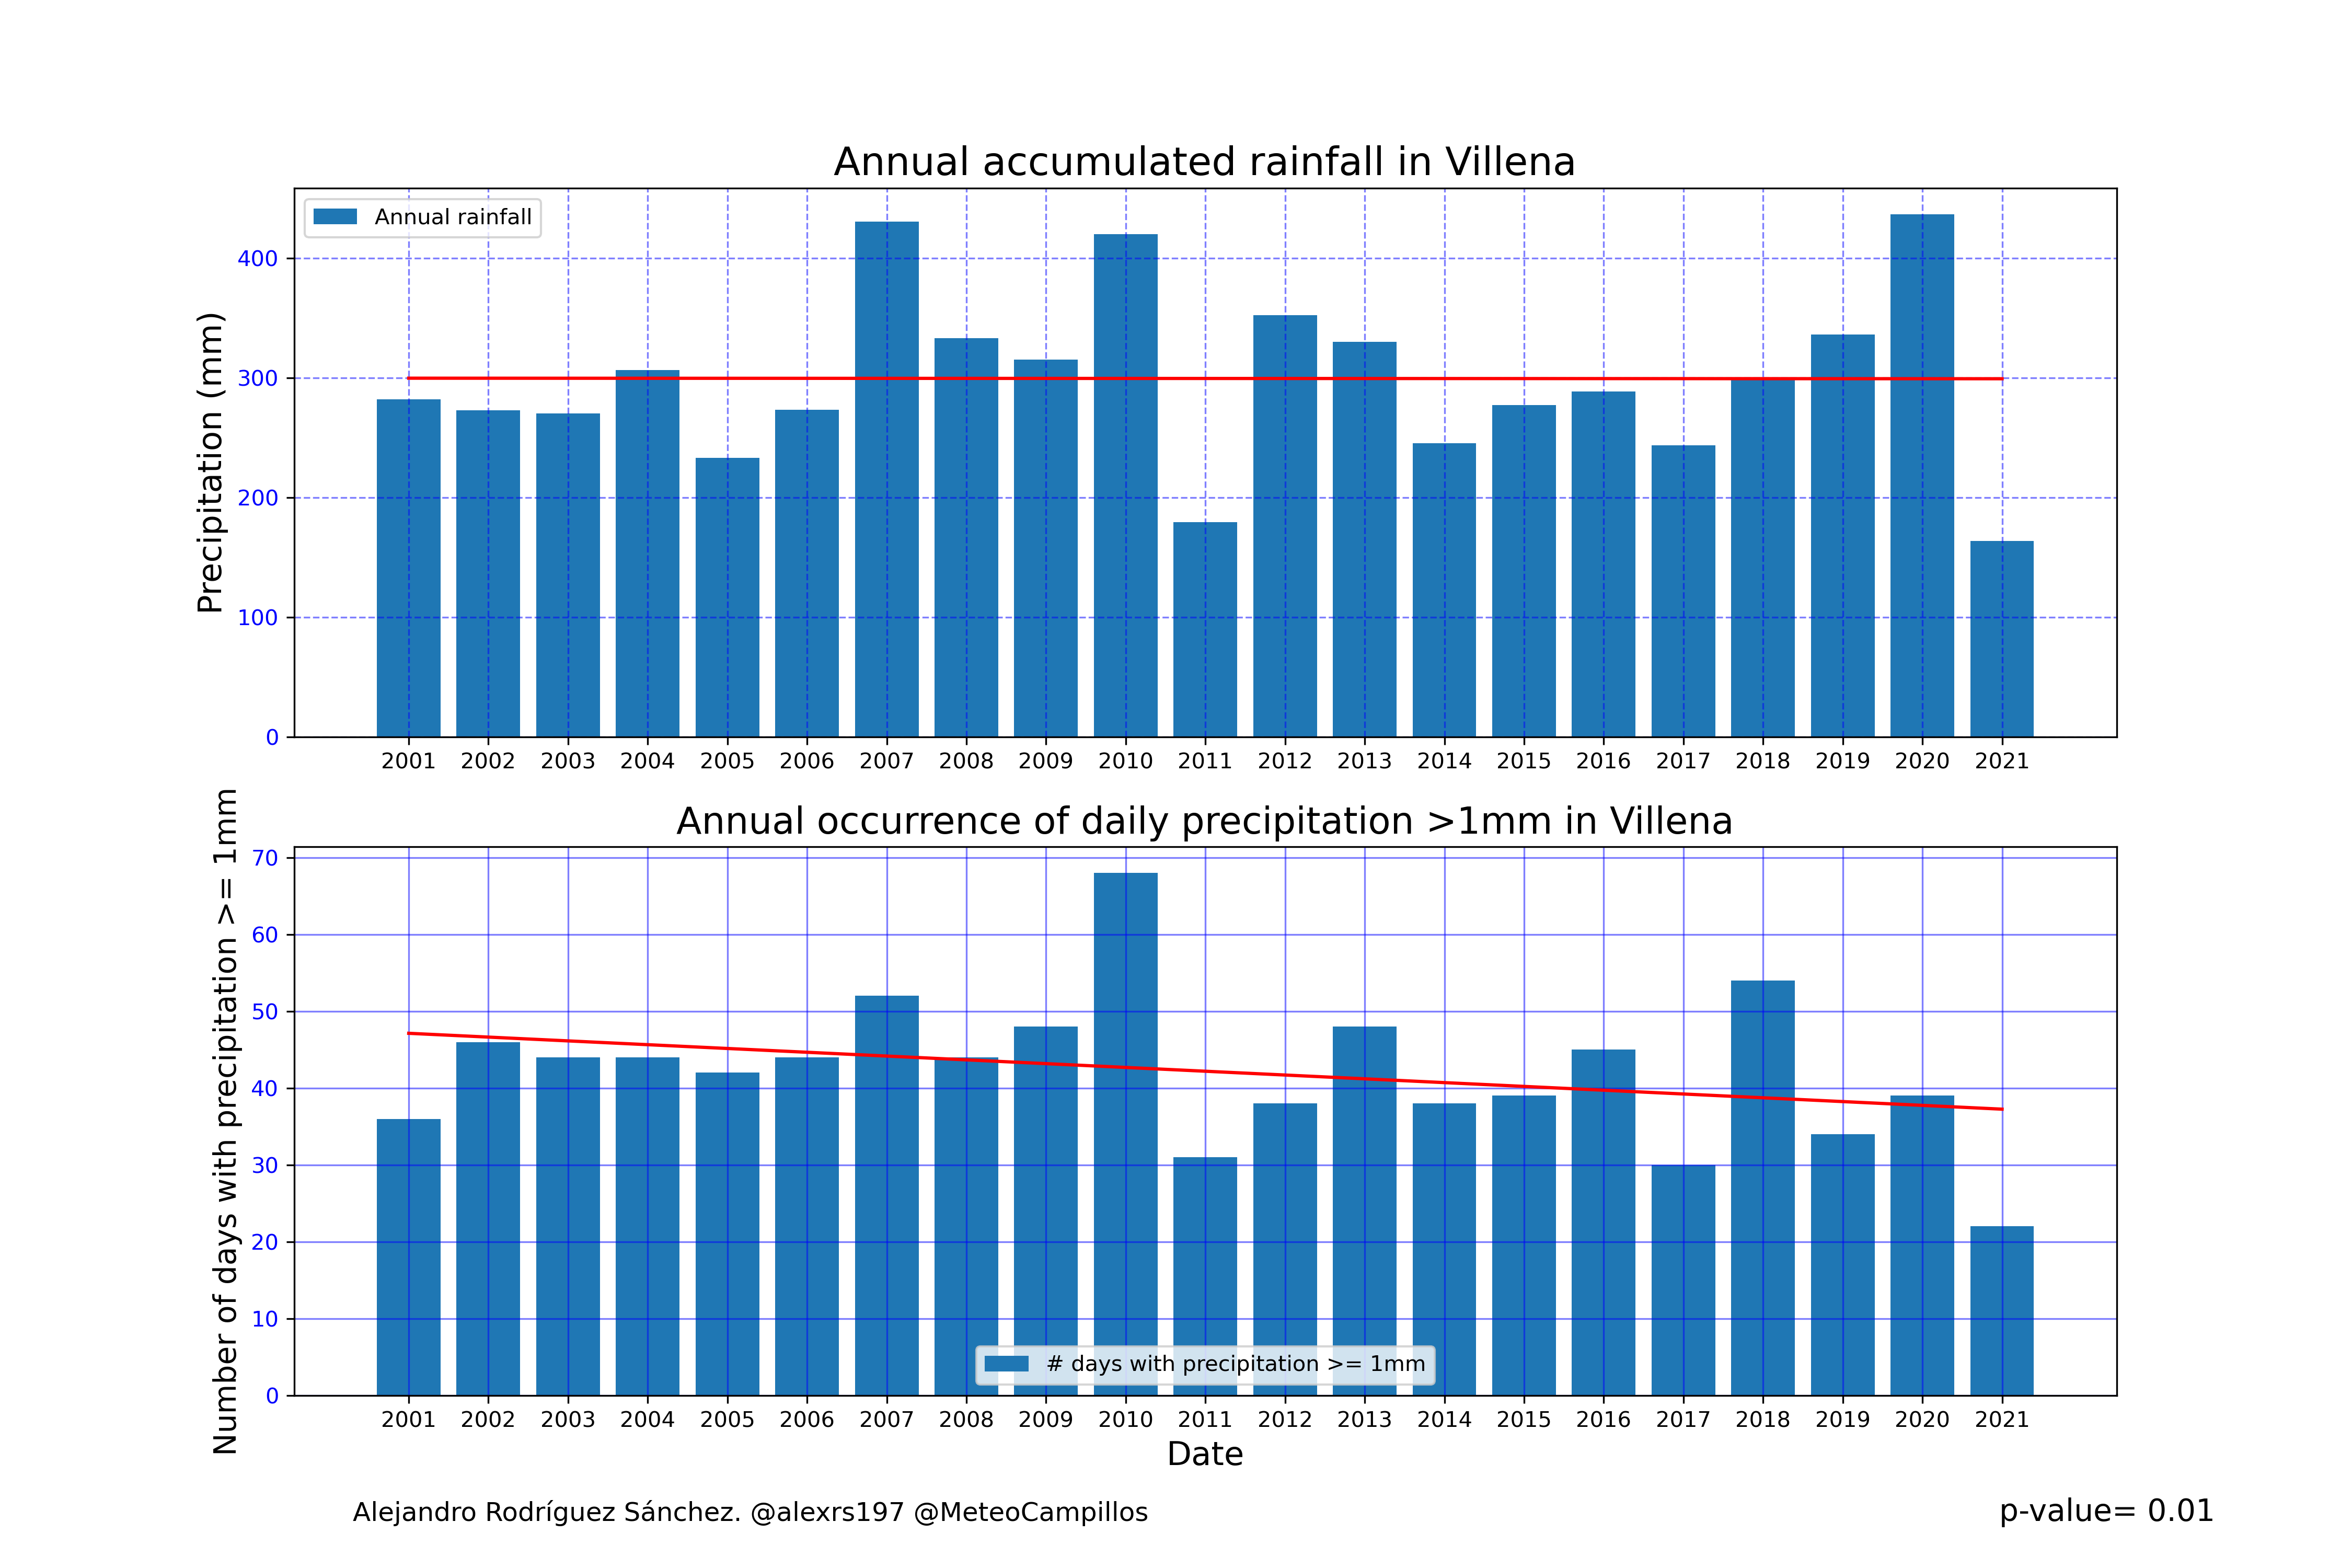 Annual accumulated rainfall in Villena
Annual rainfall
Precipitation (mm)
400
300
200
100
0
2001 2002 2003 2004 2005 2006 2007 2008 2009 2010 2011 2012 2013 2014 2015 2016 2017 2018 2019 2020 2021
Annual occurrence of daily precipitation >1mm in Villena
Number of days with precipitation >= 1mm
70
60
50
40
30
20
10
0
# days with precipitation >= 1mm
2001 2002 2003 2004 2005 2006 2007 2008 2009 2010 2011 2012 2013 2014 2015 2016 2017 2018 2019 2020 2021
Date
Alejandro Rodríguez Sánchez. @alexrs197 @MeteoCampillos
p-value= 0.01